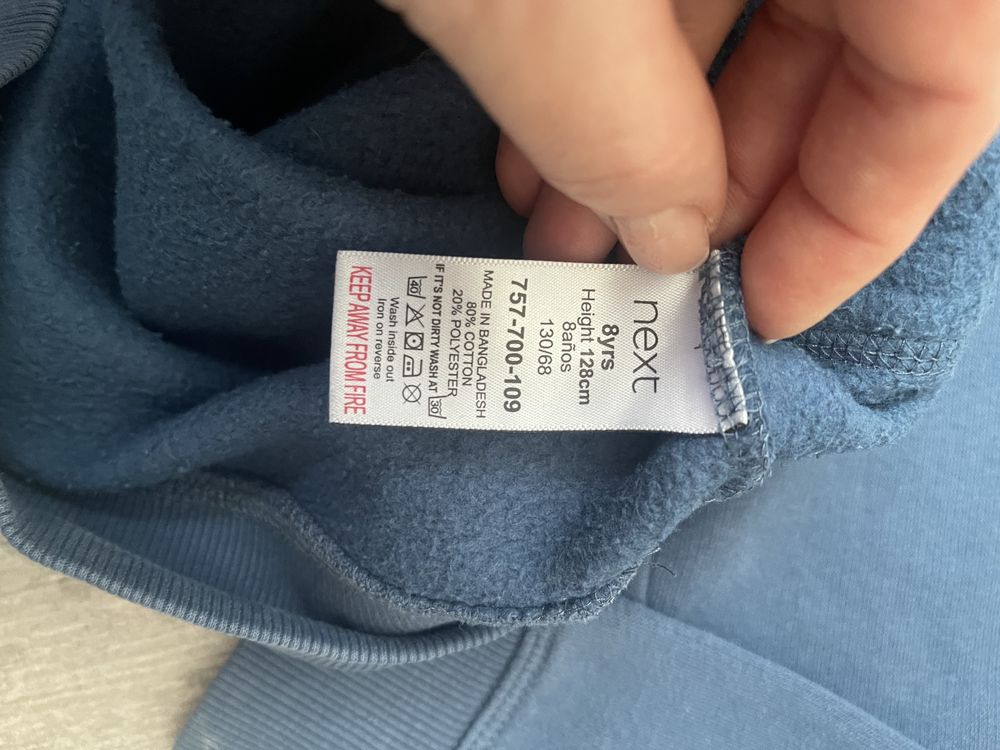 next
8yrs
Height 128cm
8años
130/68
757-700-109
MADE IN BANGLADESH
80% COTTON
20% POLYESTER
IF IT'S NOT DIRTY WASH AT 30
40
Wash inside out
Iron on reverse
KEEP AWAY FROM FIRE